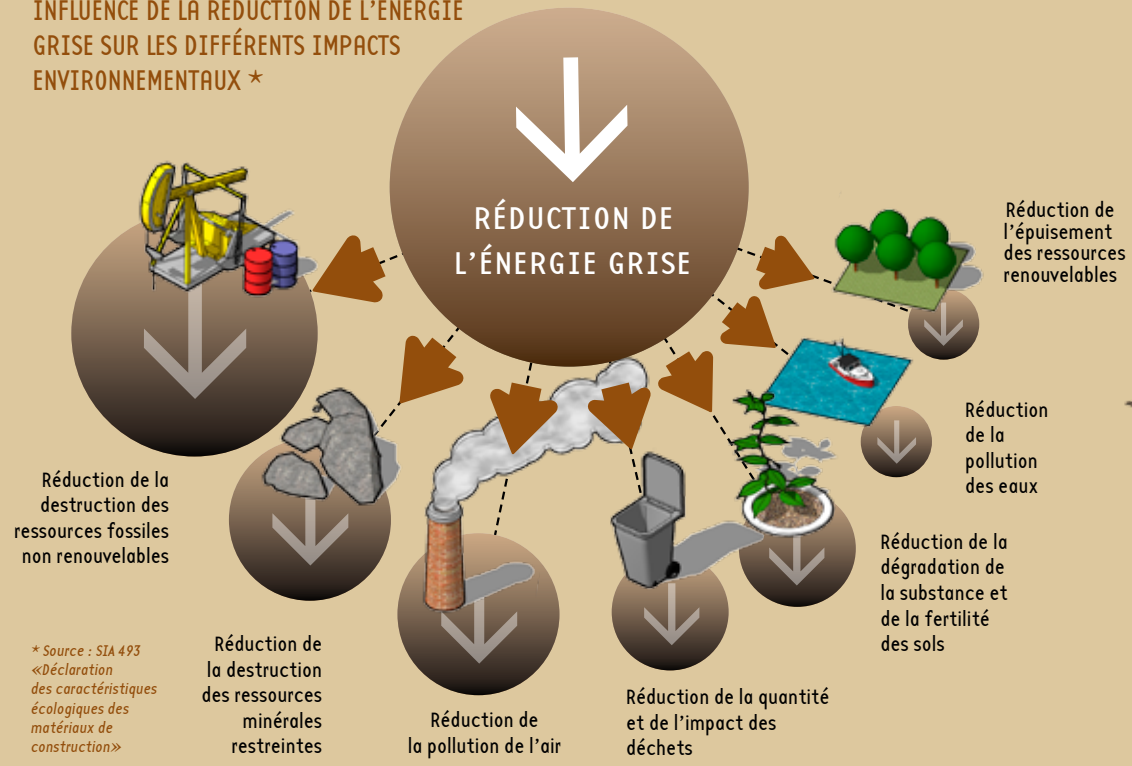 INFLUENCE DE LA RÉDUCTION DE L'ÉNERGIE
GRISE SUR LES DIFFÉRENTS IMPACTS
ENVIRONNEMENTAUX *
RÉDUCTION DE
L'ÉNERGIE GRISE
Réduction de
l'épuisement
des ressources
renouvelables
Réduction
de la
pollution
des eaux
Réduction de la
destruction des
ressources fossiles
non renouvelables
Réduction de la
dégradation de
la substance et
de la fertilité
des sols
Réduction de
la destruction
des ressources
minérales
restreintes
Réduction de
la pollution de l'air
Réduction de la quantité
et de l'impact des
déchets
* Source : SIA 493
«Déclaration
des caractéristiques
écologiques des
matériaux de
construction»